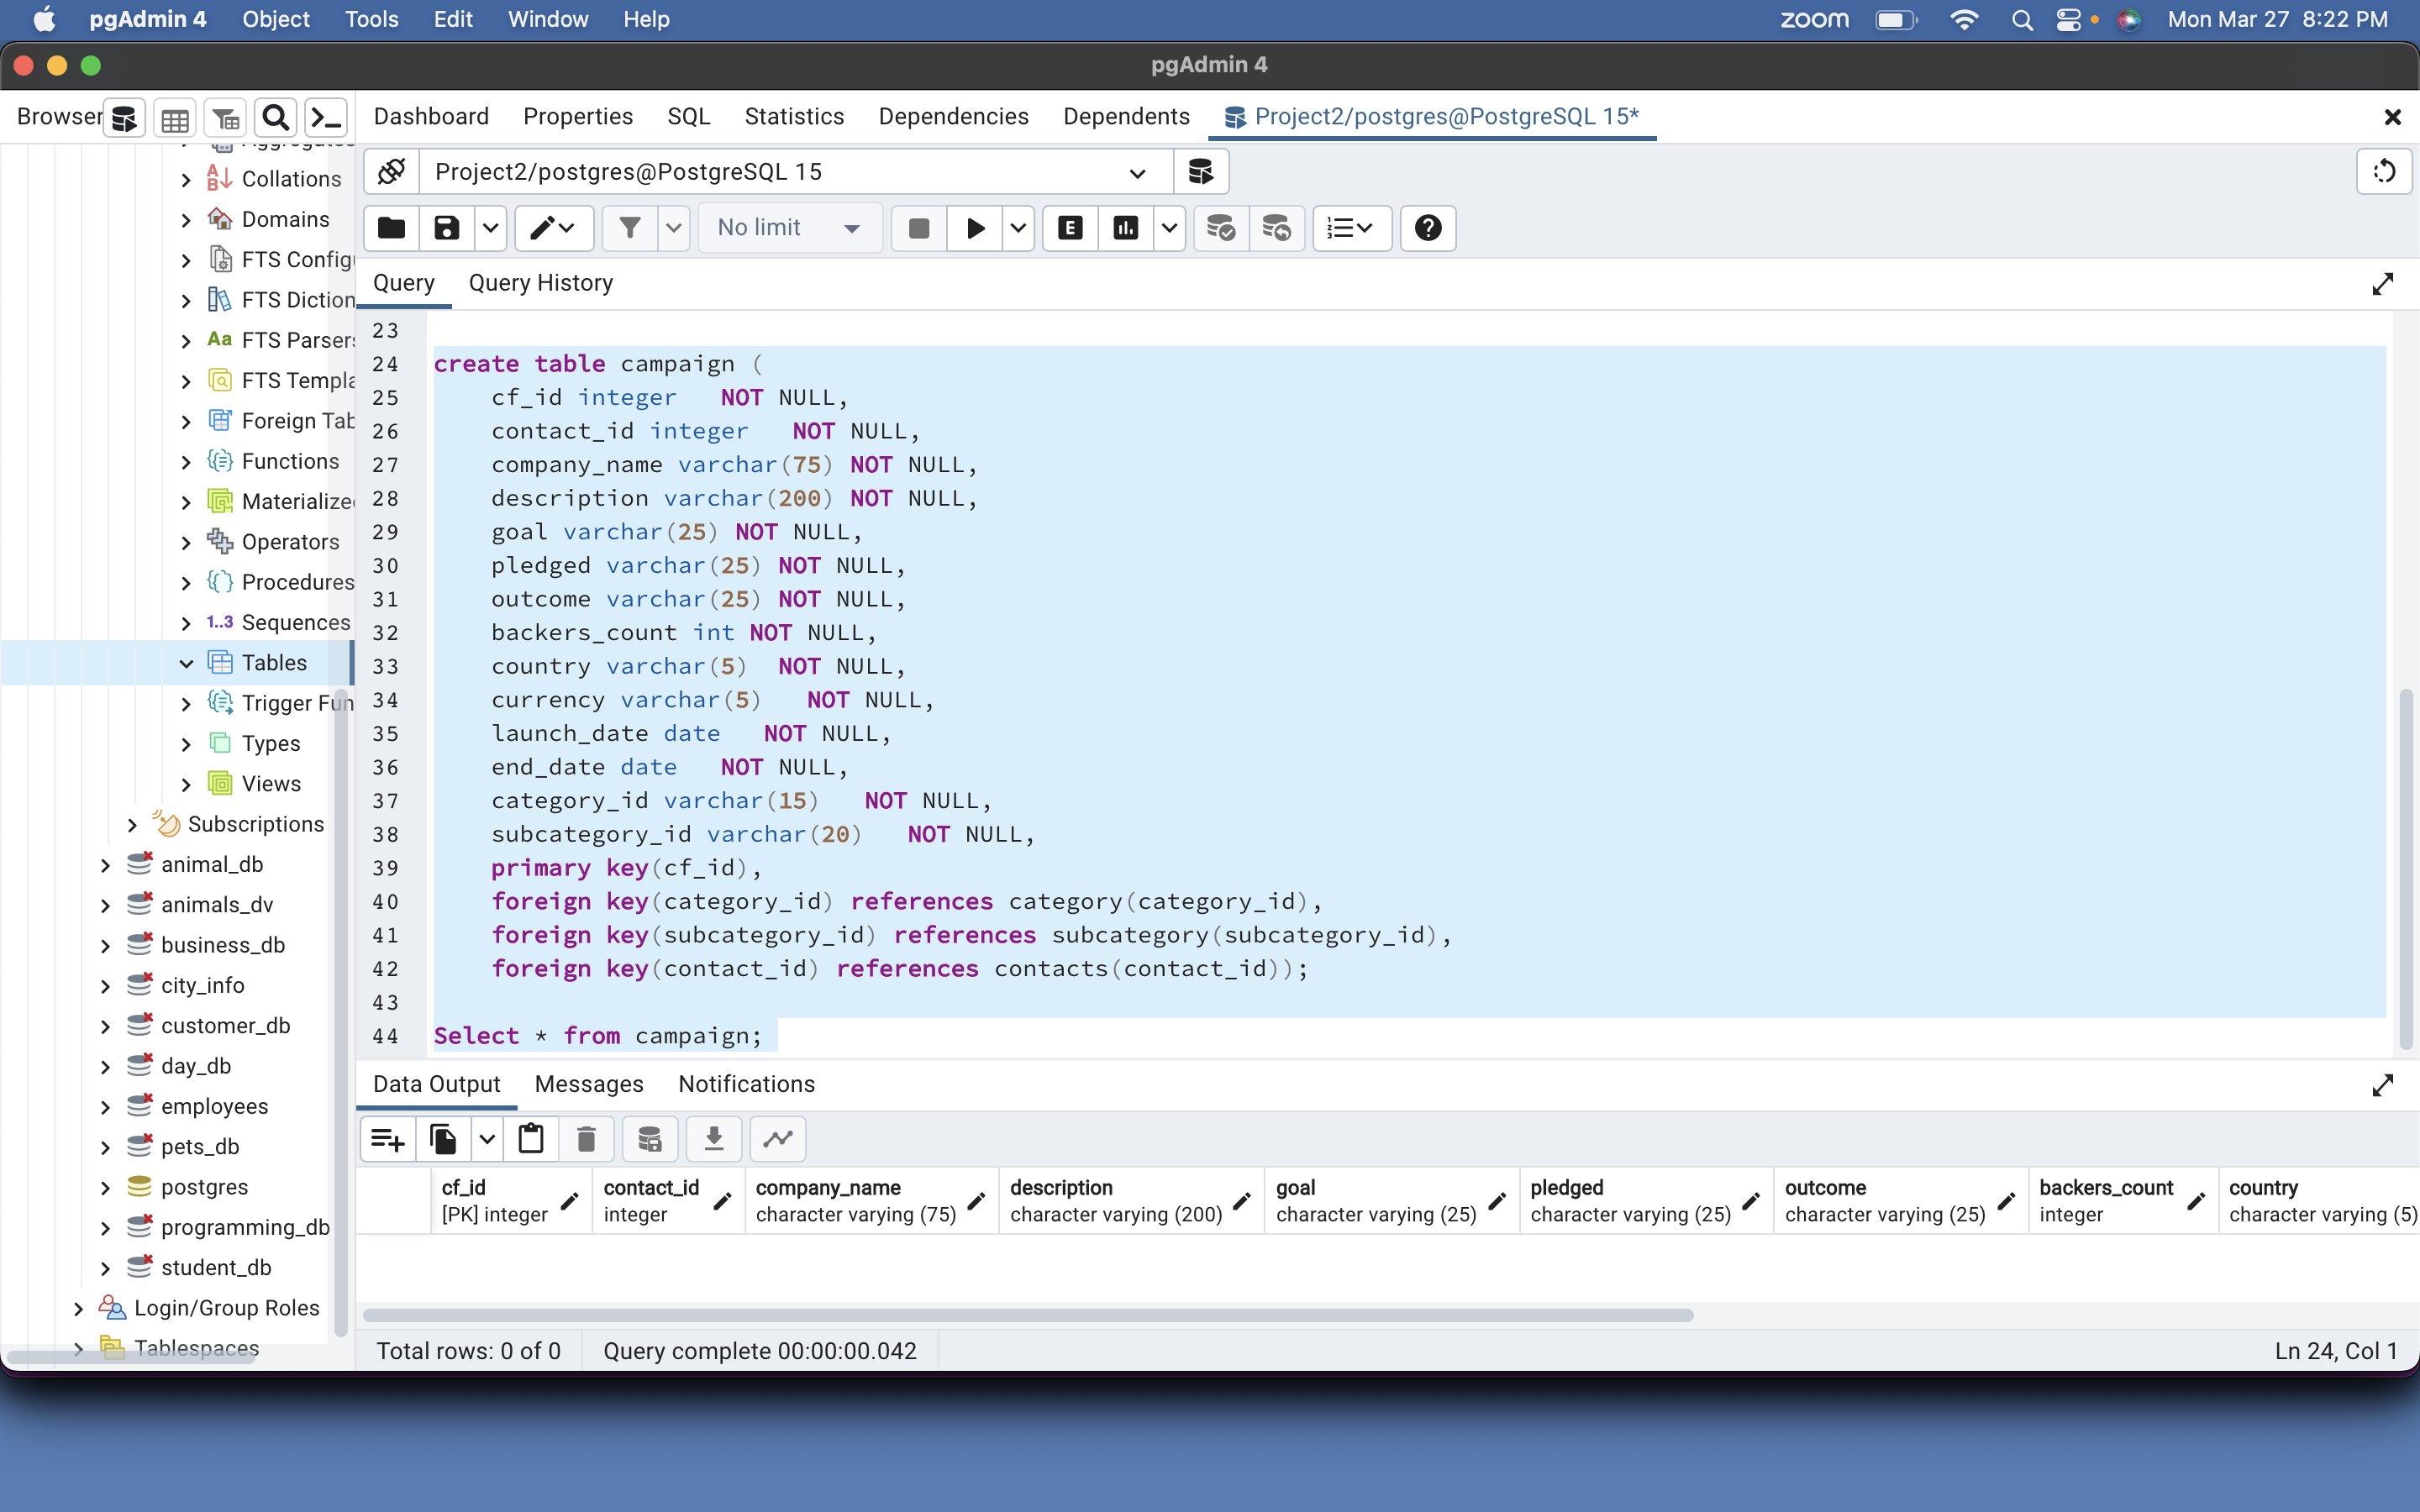 pgAdmin 4 Object Tools Edit Window Help zoom Mon Mar 27 8:22 PM
pgAdmin 4
Browser Dashboard Properties SQL Statistics Dependencies Dependents Project2/postgres@PostgreSQL 15*
Project2/postgres@PostgreSQL 15
No limit
Query Query History
Aggregates
Collations
Domains
FTS Config
FTS Diction
FTS Parsers
FTS Templa
Foreign Tab
Functions
Materialize
Operators
Procedures
1..3 Sequences
Tables
Trigger Fun
Types
Views
Subscriptions
animal_db
animals_dv
business_db
city_info
customer_db
day_db
employees
pets_db
postgres
programming_db
student_db
Login/Group Roles
Tablespaces
23
24 create table campaign (
25 cf_id integer NOT NULL,
26 contact_id integer NOT NULL,
27 company_name varchar(75) NOT NULL,
28 description varchar(200) NOT NULL,
29 goal varchar(25) NOT NULL,
30 pledged varchar(25) NOT NULL,
31 outcome varchar(25) NOT NULL,
32 backers_count int NOT NULL,
33 country varchar(5) NOT NULL,
34 currency varchar(5) NOT NULL,
35 launch_date date NOT NULL,
36 end_date date NOT NULL,
37 category_id varchar(15) NOT NULL,
38 subcategory_id varchar(20) NOT NULL,
39 primary key(cf_id),
40 foreign key(category_id) references category(category_id),
41 foreign key(subcategory_id) references subcategory(subcategory_id),
42 foreign key(contact_id) references contacts(contact_id));
43
44 Select * from campaign;
Data Output Messages Notifications
cf_id contact_id company_name description goal pledged outcome backers_count country
[PK] integer integer character varying (75) character varying (200) character varying (25) character varying (25) character varying (25) integer character varying (5)
Total rows: 0 of 0 Query complete 00:00:00.042 Ln 24, Col 1